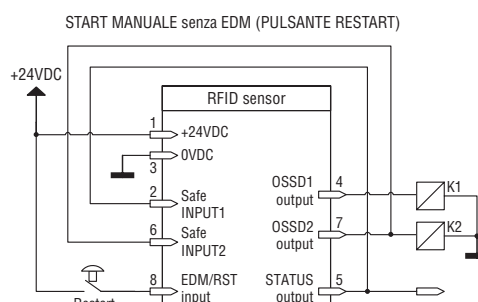 START MANUALE senza EDM (PULSANTE RESTART)
+24VDC
RFID sensor
1
+24VDC
0VDC
3
2
Safe
INPUT1
6
Safe
INPUT2
8
EDM/RST
input
OSSD1
output
4
K1
OSSD2
output
7
K2
STATUS
output
5
Restart